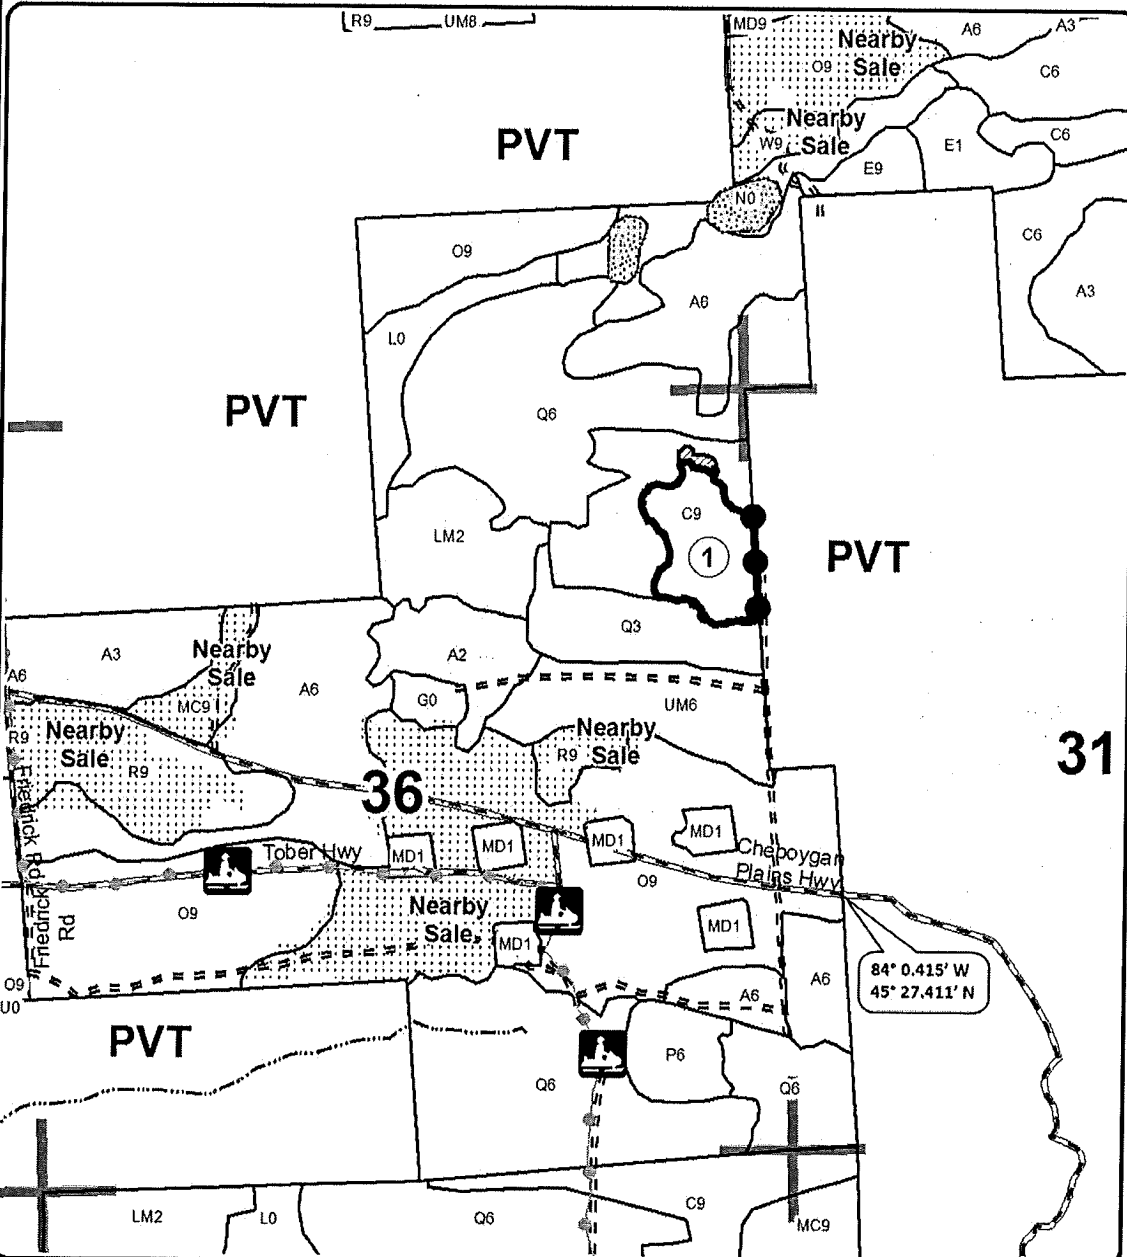 R9
UM8
MD9
Nearby
Sale
O9
A6
A3
C6
Nearby
Sale
W9
C6
E1
E9
PVT
N0
O9
C6
A6
A3
L0
PVT
Q6
C9
1
LM2
PVT
Q3
A3
Nearby
Sale
A2
A6
A6
MC9
G0
UM6
Nearby
Sale
Nearby
Sale
R9
R9
R9
31
36
Friedrick Rd
MD1
MD1
MD1
MD1
Tober Hwy
Cheboygan
Plains Hwy
O9
Friedrick
Rd
O9
Nearby
Sale
MD1
MD1
84° 0.415' W
45° 27.411' N
A6
A6
O9
U0
PVT
P6
Q6
Q6
LM2
L0
Q6
C9
MC9